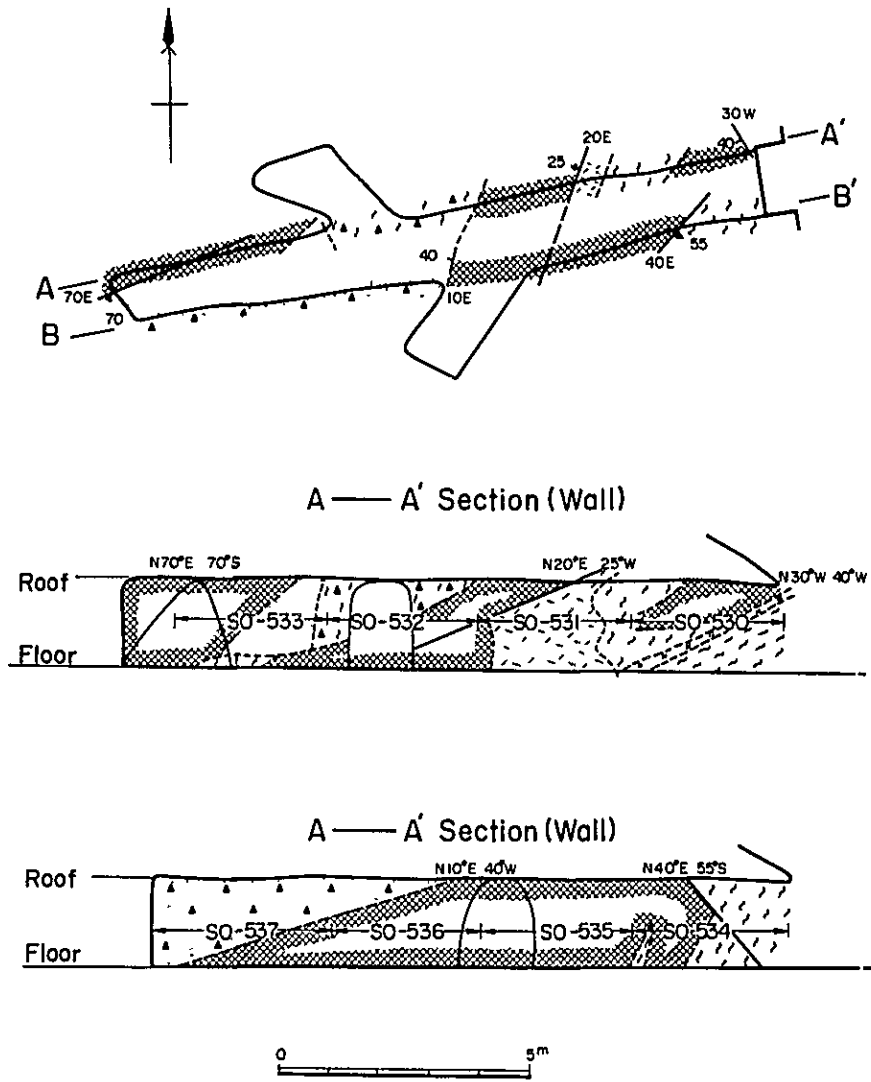 30W
A'
40
20E
25
B'
40
55
A
70E
10E
40E
B
70
A — A' Section (Wall)
N70°E 70°S
N20°E 25°W
N30°W 40°W
Roof
SO-533
SO-532
SO-531
SO-530
Floor
A — A' Section (Wall)
N10°E 40°W
N40°E 55°S
Roof
SO-537
SO-536
SO-535
SO-534
Floor
0
5m